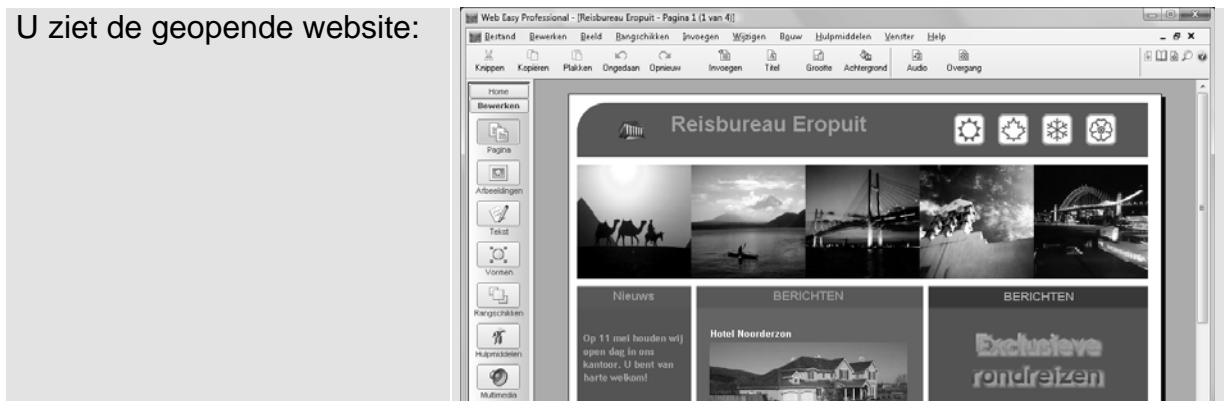 U ziet de geopende website:
Web Easy Professional - [Reisbureau Eropuit - Pagina 1 (1 van 4)]
Bestand Bewerken Beeld Rangschikken Invoegen Wijzigen Bouw Hulpmiddelen Venster Help
Knippen Kopiëren Plakken Ongedaan Opnieuw Invoegen Titel Grootte Achtergrond Audio Overgang
Home
Bewerken
Pagina
Afbeeldingen
Tekst
Vormen
Rangschikken
Hulpmiddelen
Multimedia
Reisbureau Eropuit
Nieuws
Op 11 mei houden wij
open dag in ons
kantoor. U bent van
harte welkom!
BERICHTEN
Hotel Noorderzon
BERICHTEN
Exclusieve
rondreizen